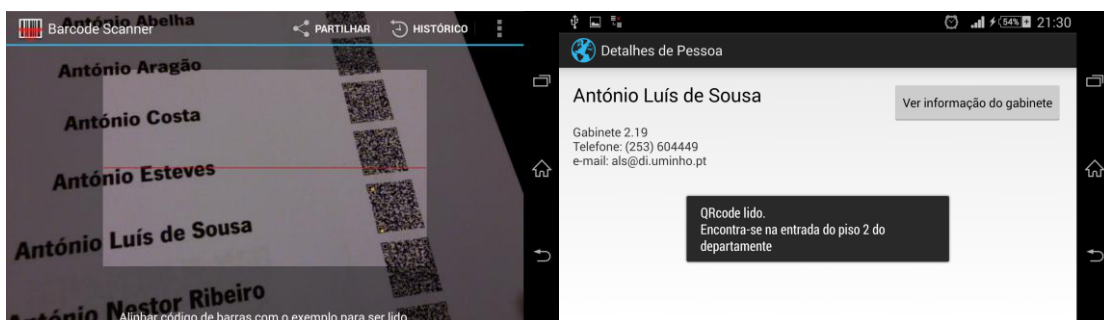 António Abelha
Barcode Scanner
PARTILHAR
HISTÓRICO
António Aragão
António Costa
António Esteves
António Luís de Sousa
António Nestor Ribeiro
Alinhar código de barras com o exemplo para ser lido
54%
21:30
Detalhes de Pessoa
António Luís de Sousa
Ver informação do gabinete
Gabinete 2.19
Telefone: (253) 604449
e-mail: als@di.uminho.pt
QRcode lido.
Encontra-se na entrada do piso 2 do
departamente